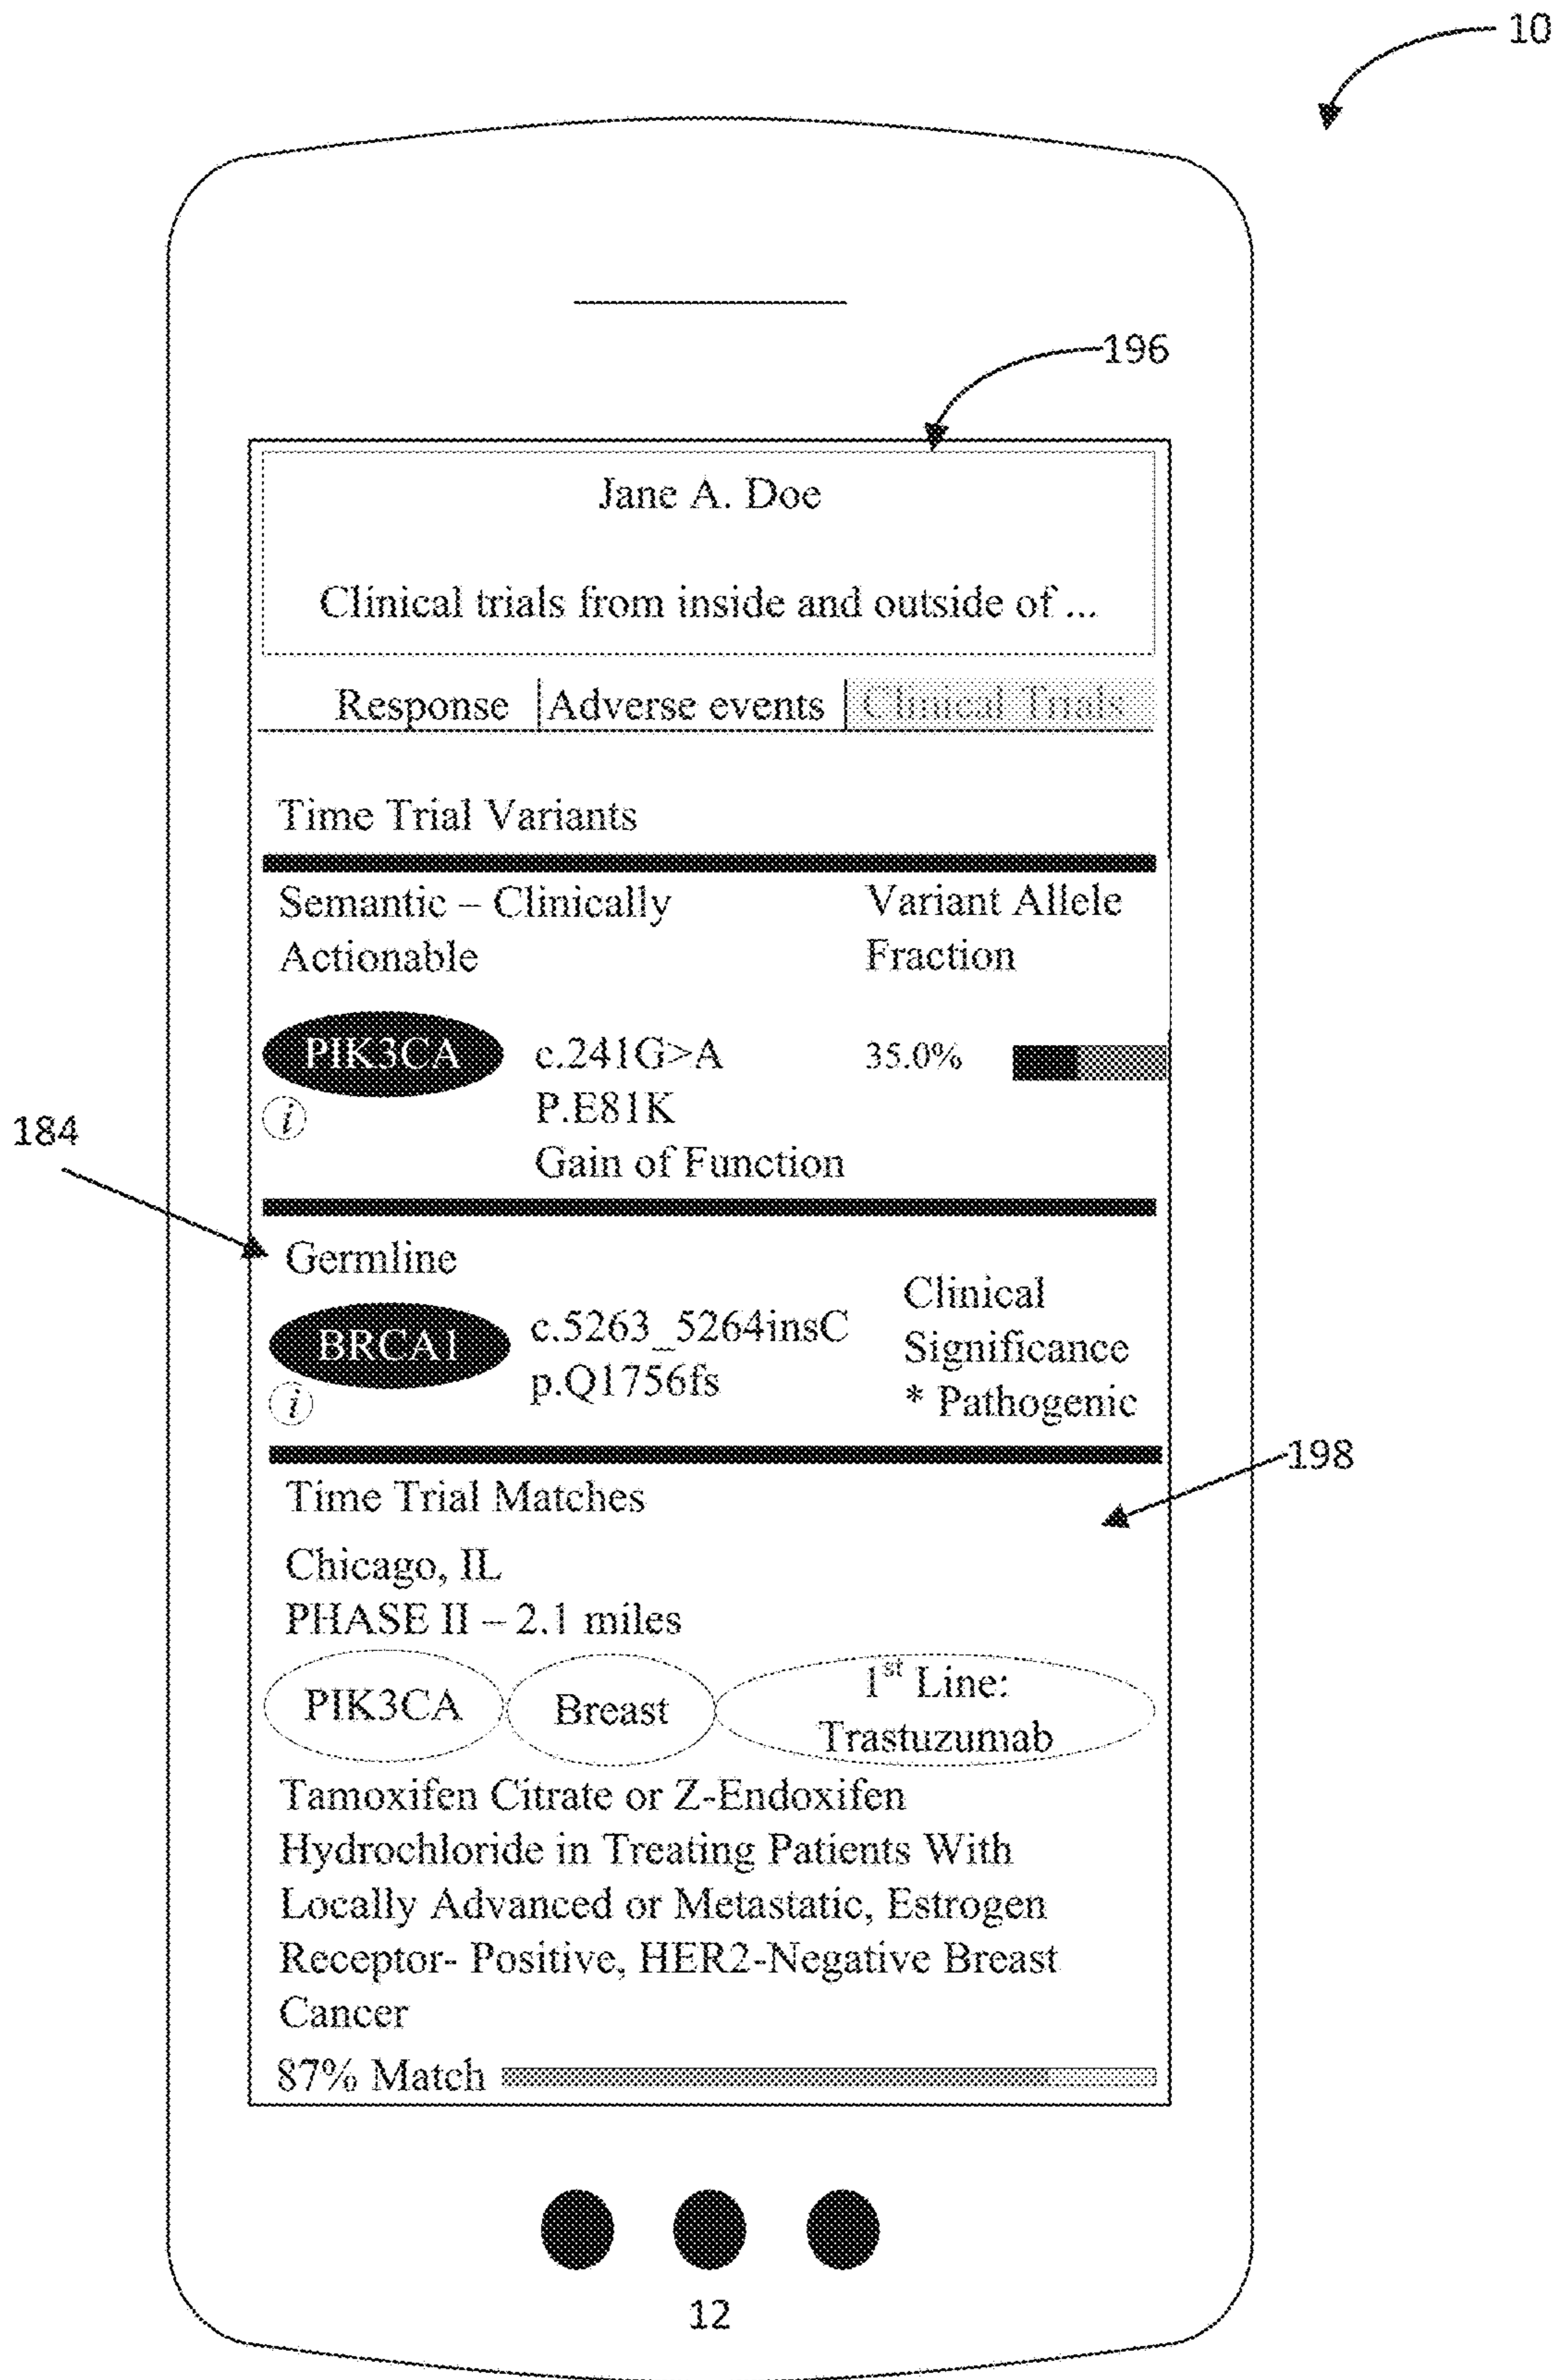 10
196
Jane A. Doe
Clinical trials from inside and outside of ...
Response Adverse events Clinical Trials
Time Trial Variants
Semantic – Clinically
Actionable
Variant Allele
Fraction
PIK3CA
i
c.241G>A
P.E81K
Gain of Function
35.0%
184
Germline
BRCA1
i
c.5263_5264insC
p.Q1756fs
Clinical
Significance
* Pathogenic
198
Time Trial Matches
Chicago, IL
PHASE II – 2.1 miles
PIK3CA
Breast
1st Line:
Trastuzumab
Tamoxifen Citrate or Z-Endoxifen
Hydrochloride in Treating Patients With
Locally Advanced or Metastatic, Estrogen
Receptor- Positive, HER2-Negative Breast
Cancer
87% Match
12